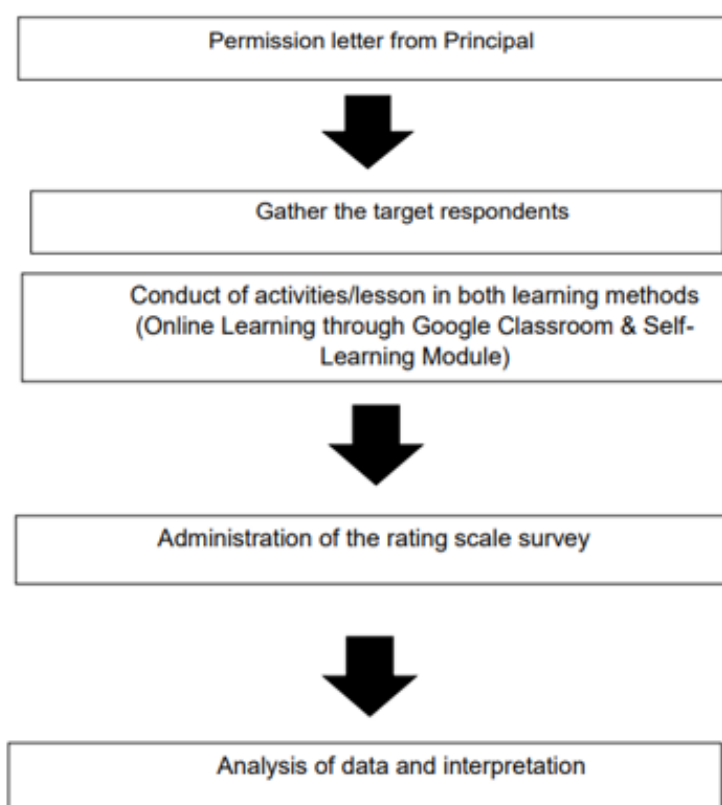 Permission letter from Principal
Gather the target respondents
Conduct of activities/lesson in both learning methods
(Online Learning through Google Classroom & Self-
Learning Module)
Administration of the rating scale survey
Analysis of data and interpretation